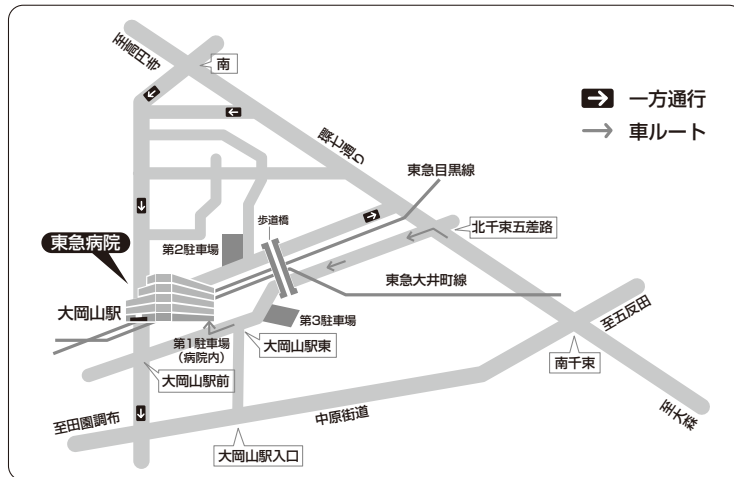 至高円寺
南
一方通行
車ルート
環七通り
東急目黒線
歩道橋
北千束五差路
東急病院
第2駐車場
東急大井町線
大岡山駅
第3駐車場
至五反田
第1駐車場
(病院内)
大岡山駅東
南千束
大岡山駅前
至田園調布
中原街道
至大森
大岡山駅入口